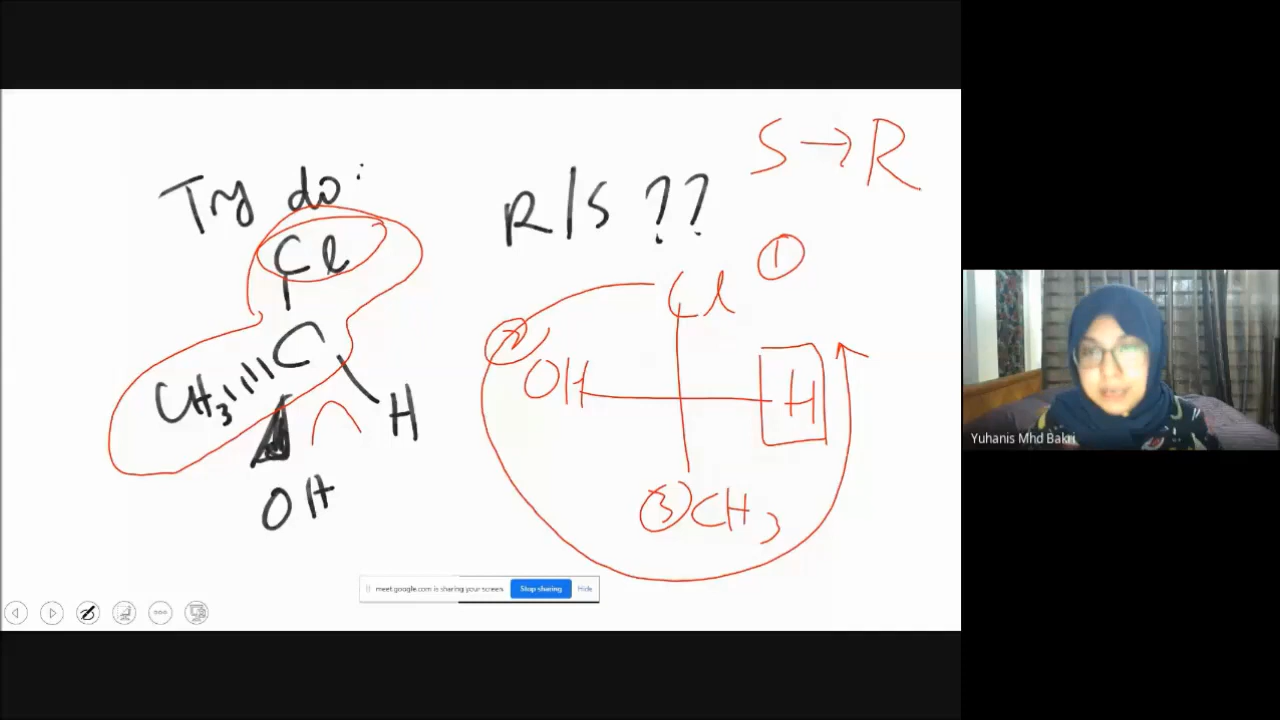 S → R
Try do:
R/S ??
Cl
C
CH3
H
OH
Cl ①
② OH
H
③ CH3
meet.google.com is sharing your screen
Stop sharing
Hide
Yuhanis Mhd Bakri